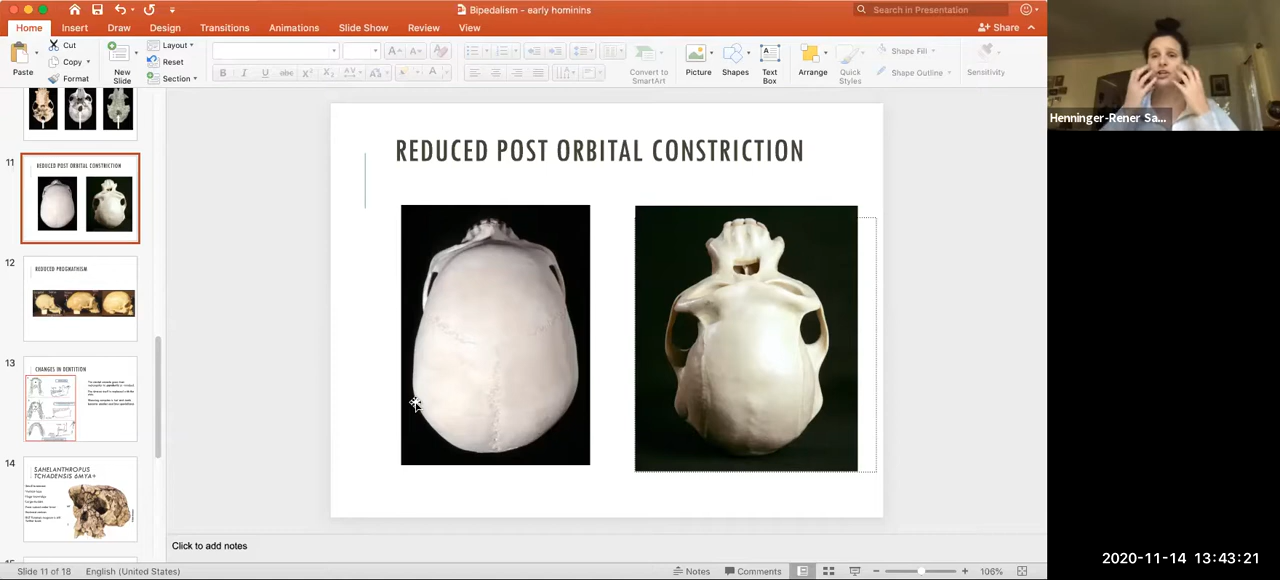 Bipedalism - early hominins
Search in Presentation
Home Insert Draw Design Transitions Animations Slide Show Review View
Share
Cut
Copy
Format
Paste
New Slide
Layout
Reset
Section
Convert to SmartArt
Picture
Shapes
Text Box
Arrange
Quick Styles
Shape Fill
Shape Outline
Sensitivity
Henninger-Rener Sa...
11
REDUCED POST ORBITAL CONSTRICTION
12
REDUCED PROGNATHISM
13
CHANGES IN DENTITION
14
SAHELANTHROPUS
TCHADENSIS 6MYA+
REDUCED POST ORBITAL CONSTRICTION
Click to add notes
Slide 11 of 18 English (United States)
Notes
Comments
106%
2020-11-14 13:43:21